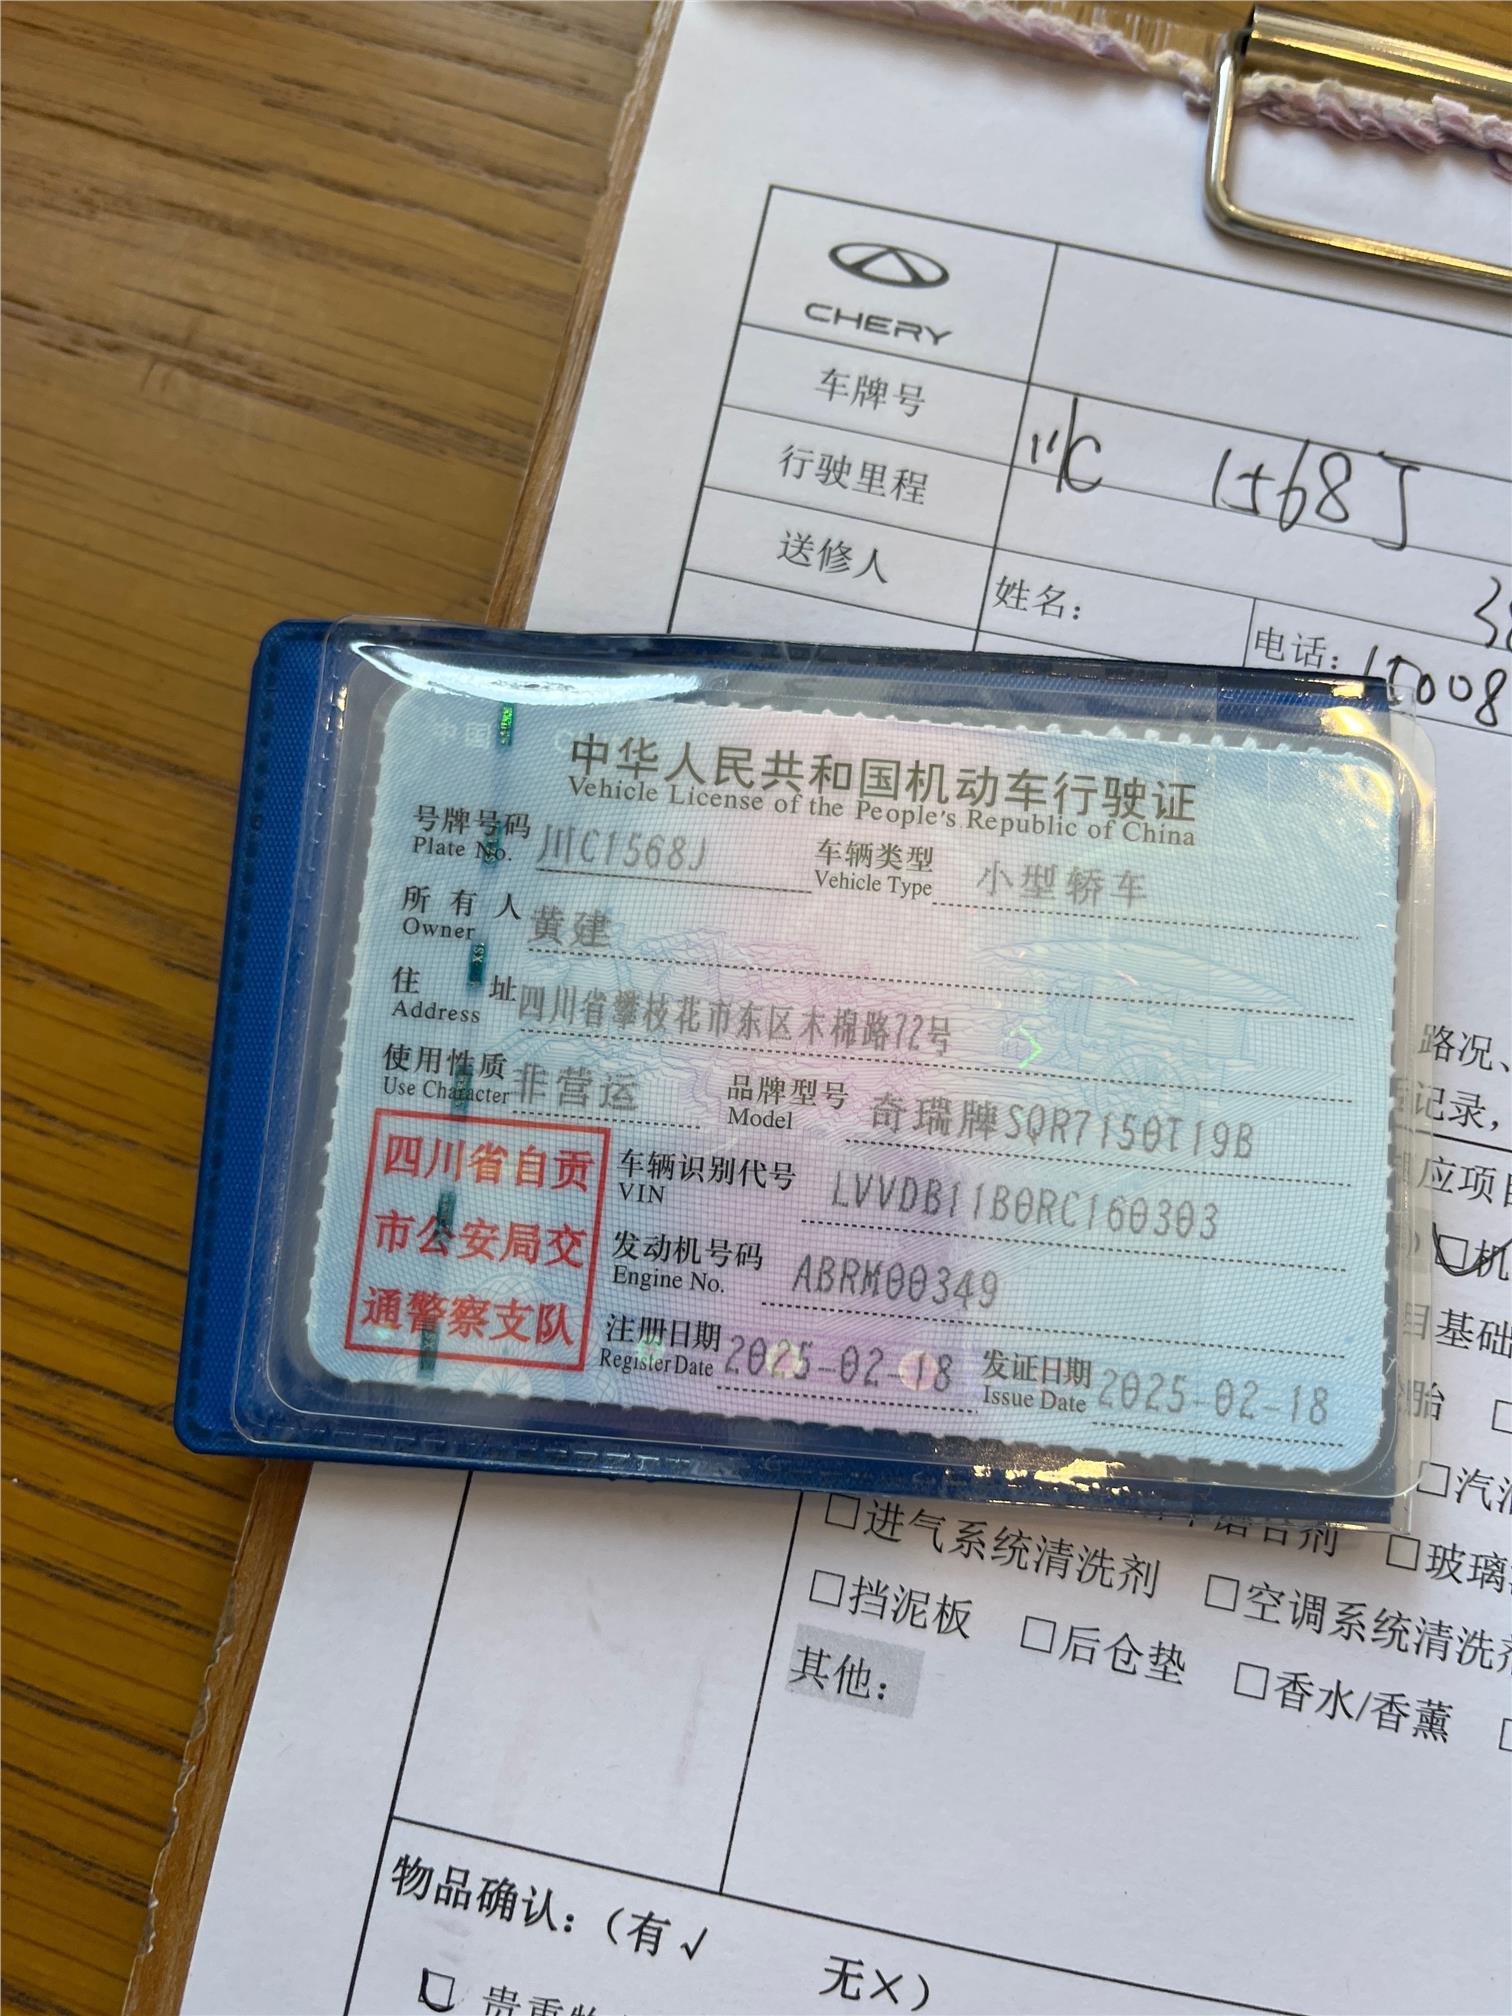 CHERY
车牌号
川C 1568J
行驶里程
送修人
姓名：
电话：
15008
中国
中华人民共和国机动车行驶证
Vehicle License of the People's Republic of China
号牌号码 川C1568J 车辆类型 小型轿车
Plate No. Vehicle Type
所有人 黄建
Owner
住址 四川省攀枝花市东区木棉路72号
Address
使用性质 非营运 品牌型号 奇瑞牌SQR7150T19B
Use Character Model
四川省自贡
市公安局交
通警察支队
车辆识别代号 LVVDB11B0RC160303
VIN
发动机号码 ABRM00349
Engine No.
注册日期 2025-02-18 发证日期 2025-02-18
Register Date Issue Date
路况、
记录，
应项目
□机
基础
胎
□汽
□进气系统清洗剂 □玻璃
□挡泥板 □后仓垫 □空调系统清洗剂
□香水/香薰
其他：
物品确认：（有√ 无×）
□贵重物